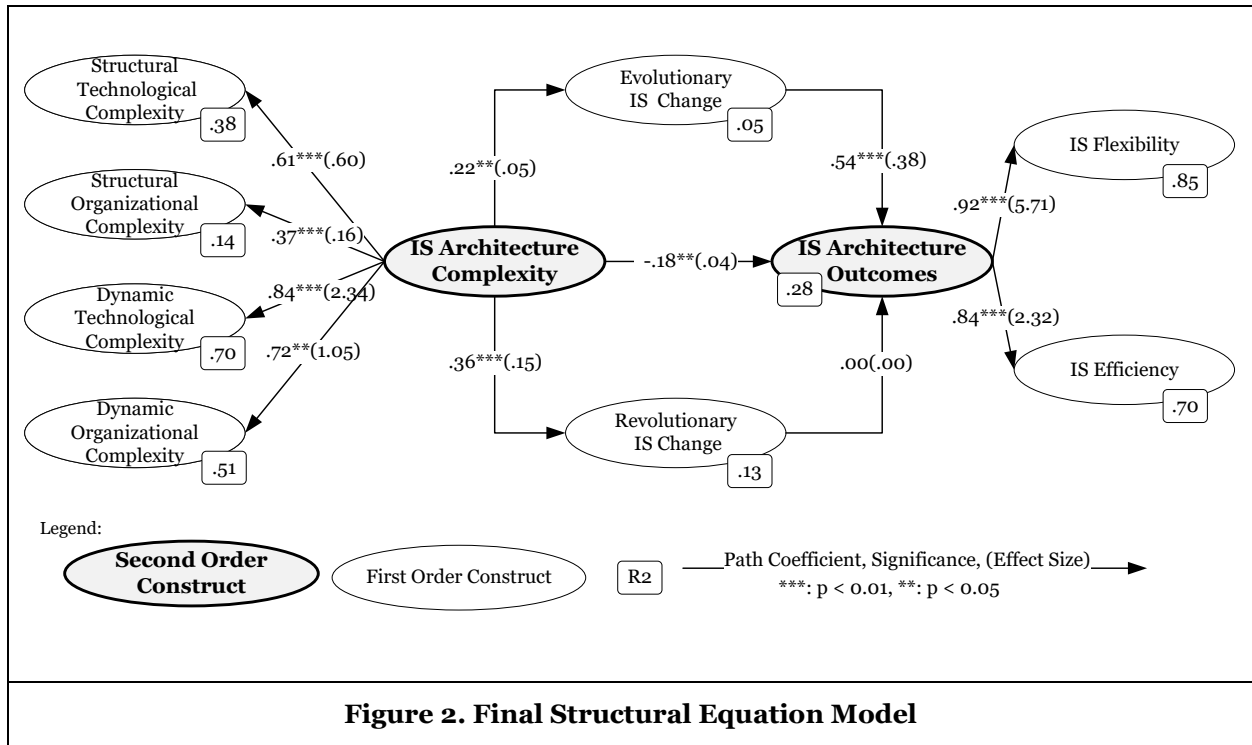 Structural
Technological
Complexity
.38
Structural
Organizational
Complexity
.14
Dynamic
Technological
Complexity
.70
Dynamic
Organizational
Complexity
.51
.61***(.60)
.37***(.16)
.84***(2.34)
.72**(1.05)
IS Architecture
Complexity
.22**(.05)
-.18**(.04)
.36***(.15)
Evolutionary
IS Change
.05
Revolutionary
IS Change
.13
.54***(.38)
.00(.00)
IS Architecture
Outcomes
.28
.92***(5.71)
.84***(2.32)
IS Flexibility
.85
IS Efficiency
.70
Legend:
Second Order
Construct
First Order Construct
R2
Path Coefficient, Significance, (Effect Size)
***: p < 0.01, **: p < 0.05
Figure 2. Final Structural Equation Model